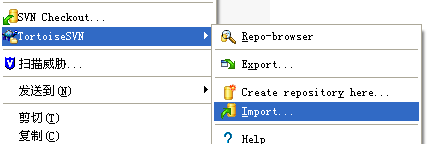 SVN Checkout...
TortoiseSVN
扫描威胁...
发送到(N)
剪切(T)
复制(C)
Repo-browser
Export...
Create repository here...
Import...
Help